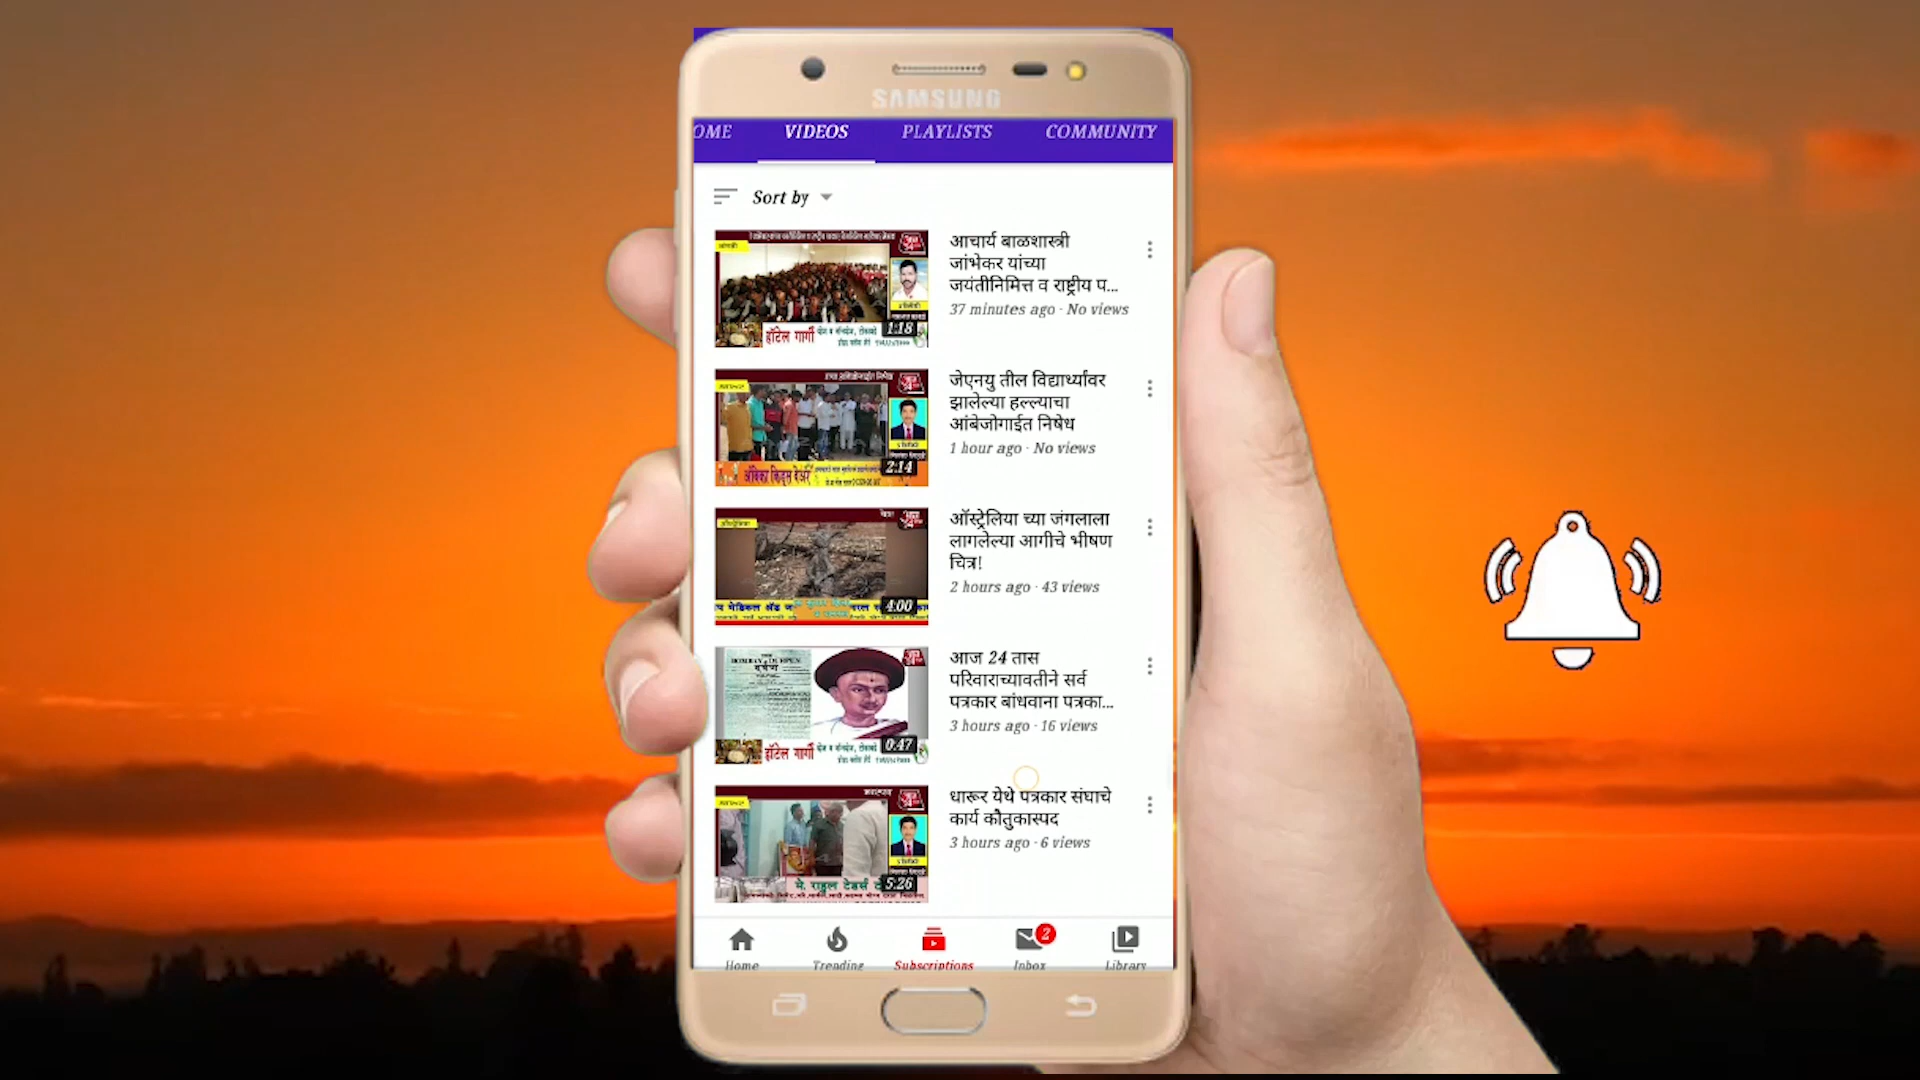 SAMSUNG
OME VIDEOS PLAYLISTS COMMUNITY
Sort by
आचार्य बाळशास्त्री
जांभेकर यांच्या
जयंतीनिमित्त व राष्ट्रीय प...
37 minutes ago · No views
हॉटेल गार्गी
1:18
जेएनयु तील विद्यार्थ्यांवर
झालेल्या हल्ल्याचा
आंबेजोगाईत निषेध
1 hour ago · No views
अंबिका किड्स वेअर
2:14
ऑस्ट्रेलिया च्या जंगलाला
लागलेल्या आगीचे भीषण
चित्र!
2 hours ago · 43 views
4:00
आज 24 तास
परिवाराच्यावतीने सर्व
पत्रकार बांधवाना पत्रका...
3 hours ago · 16 views
हॉटेल गार्गी
0:47
धारूर येथे पत्रकार संघाचे
कार्य कौतुकास्पद
3 hours ago · 6 views
मे. राहुल ट्रेडर्स
5:26
2
Home Trending Subscriptions Inbox Library